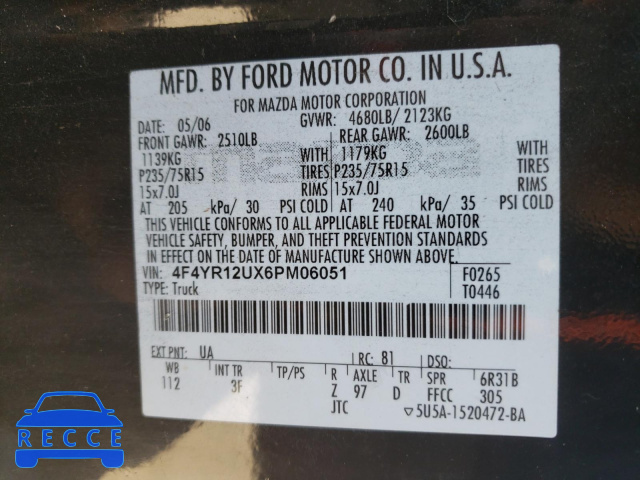 MFD. BY FORD MOTOR CO. IN U.S.A.
FOR MAZDA MOTOR CORPORATION
DATE: 05/06 GVWR: 4680LB/ 2123KG
FRONT GAWR: 2510LB REAR GAWR: 2600LB
1139KG WITH 1179KG WITH
P235/75R15 TIRES P235/75R15 TIRES
15x7.0J RIMS 15x7.0J RIMS
AT 205 kPa/ 30 PSI COLD AT 240 kPa/ 35 PSI COLD
THIS VEHICLE CONFORMS TO ALL APPLICABLE FEDERAL MOTOR
VEHICLE SAFETY, BUMPER, AND THEFT PREVENTION STANDARDS
IN EFFECT ON THE DATE OF MANUFACTURE SHOWN ABOVE.
VIN: 4F4YR12UX6PM06051 F0265
TYPE: Truck T0446
EXT PNT: UA RC: 81 DSO:
WB INT TR TP/PS R AXLE TR SPR 6R31B
112 3F Z 97 D FFCC 305
JTC ▽5U5A-1520472-BA
RECCE